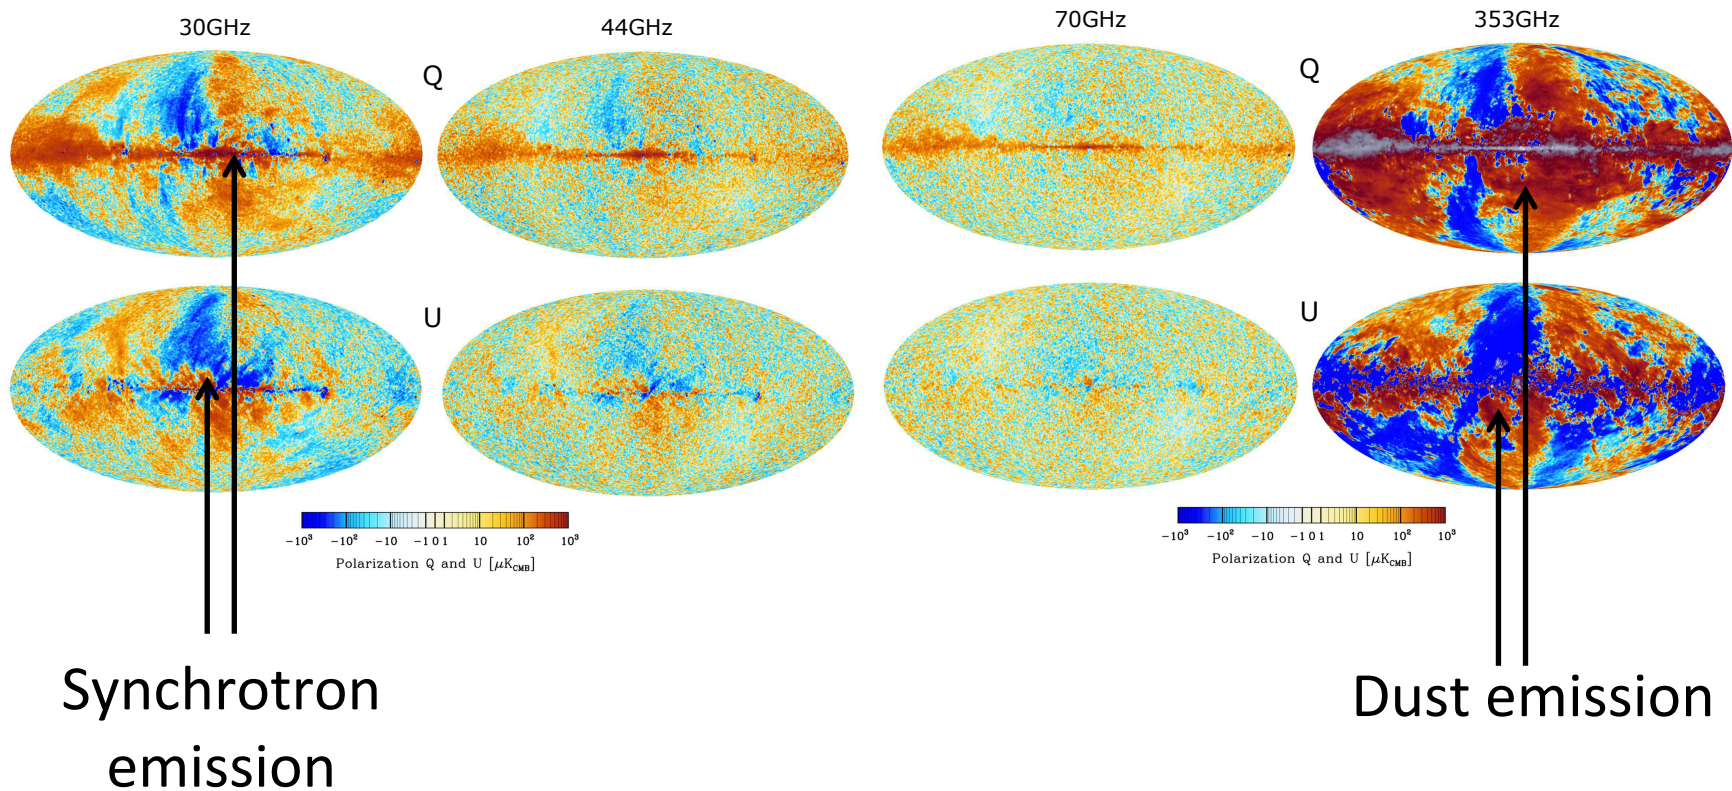 30GHz
44GHz
70GHz
353GHz
Q
Q
U
U
−10³ −10² −10 −1 0 1 10 10² 10³
Polarization Q and U [μK_CMB]
−10³ −10² −10 −1 0 1 10 10² 10³
Polarization Q and U [μK_CMB]
Synchrotron
emission
Dust emission